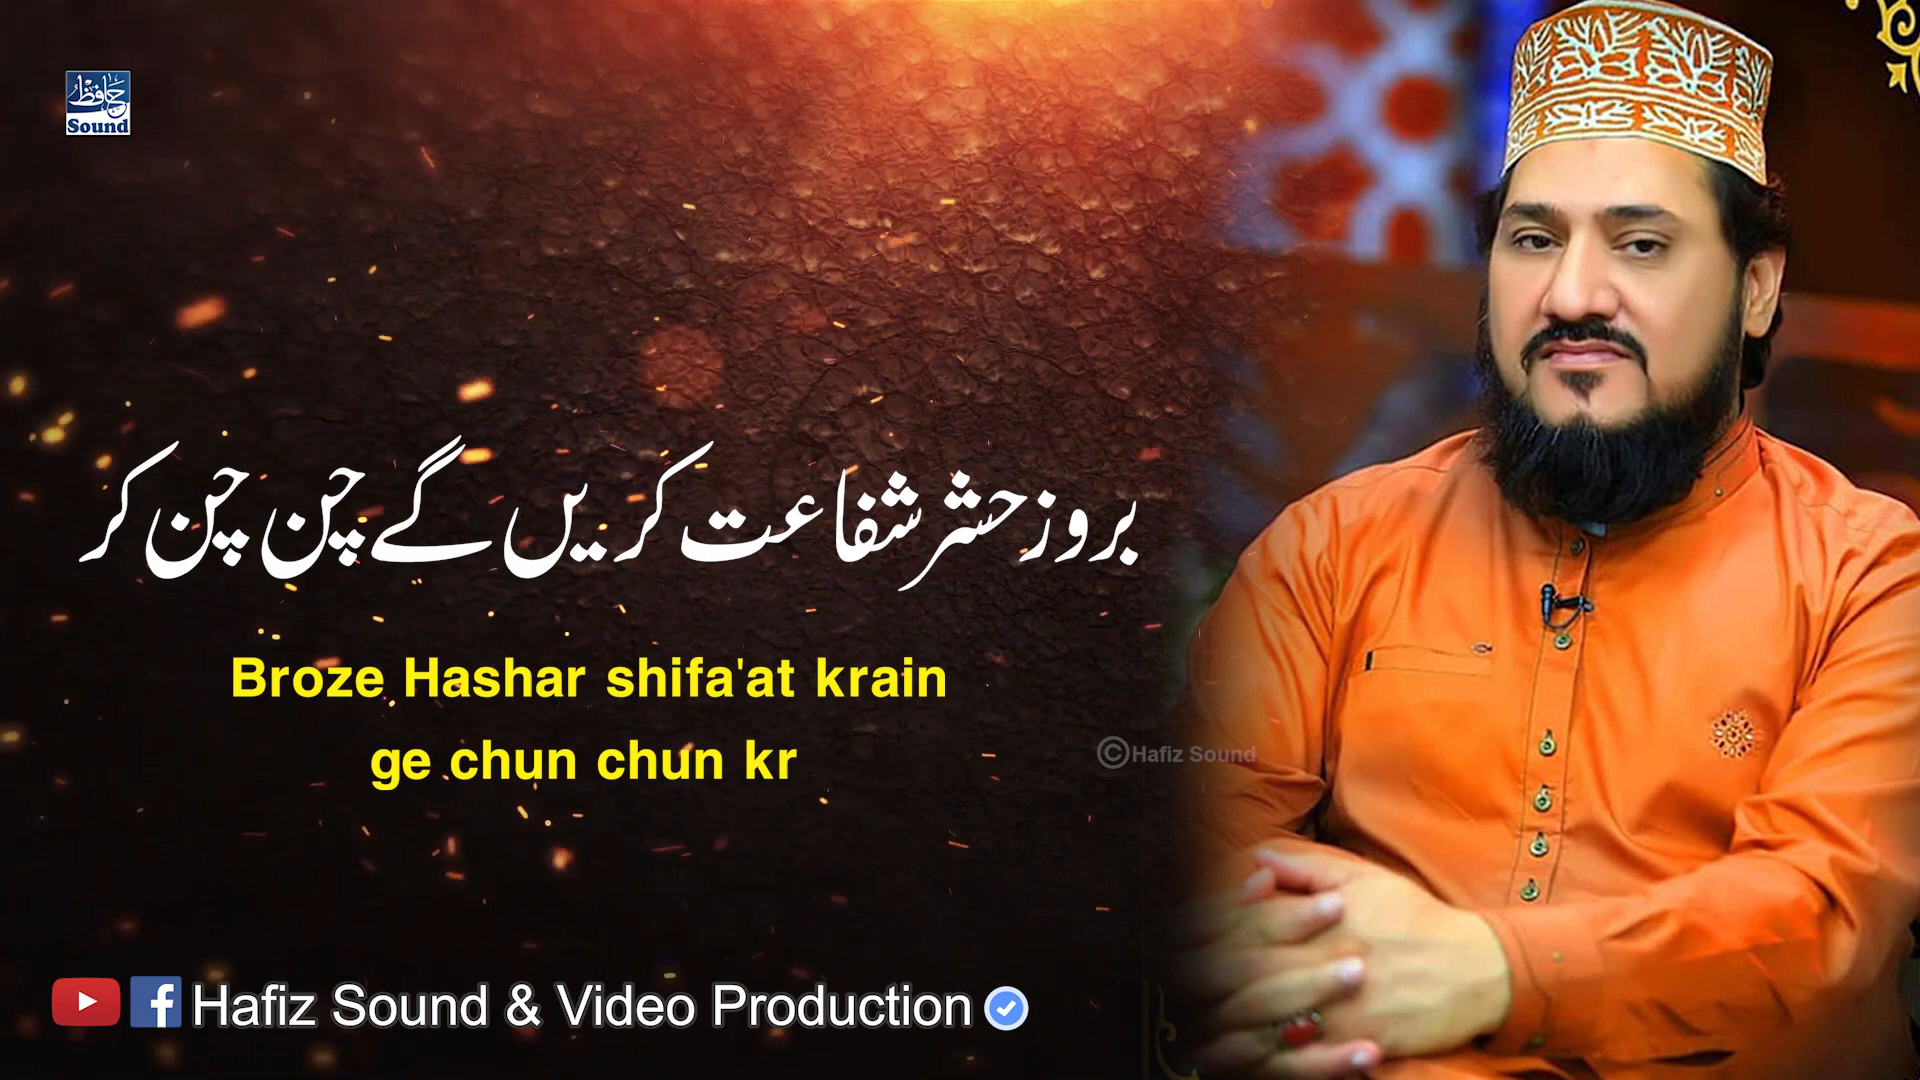 حافظ
Sound
بروز حشر شفاعت کریں گے چن چن کر
Broze Hashar shifa'at krain
ge chun chun kr
©Hafiz Sound
Hafiz Sound & Video Production